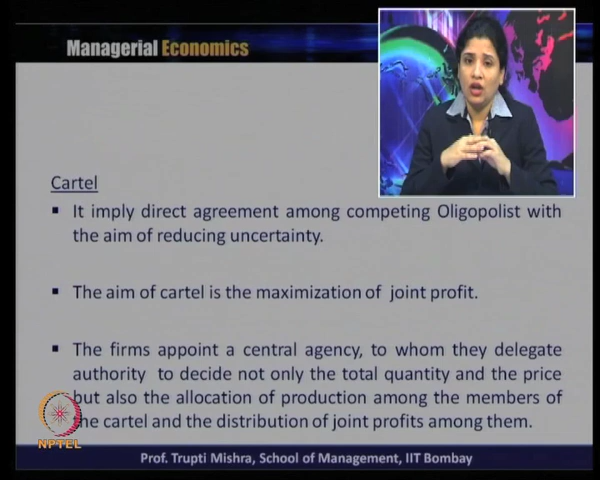 Managerial Economics
Cartel
▪ It imply direct agreement among competing Oligopolist with
the aim of reducing uncertainty.
▪ The aim of cartel is the maximization of joint profit.
▪ The firms appoint a central agency, to whom they delegate
authority to decide not only the total quantity and the price
but also the allocation of production among the members of
the cartel and the distribution of joint profits among them.
NPTEL
Prof. Trupti Mishra, School of Management, IIT Bombay